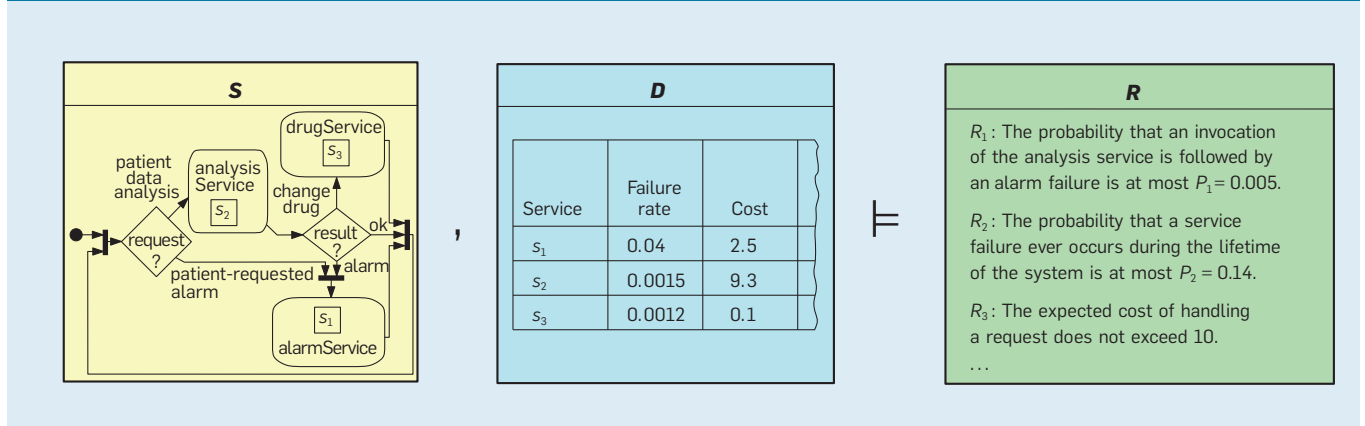 S
drugService
s3
patient
data
analysis
analysis
Service
s2
change
drug
request
?
result
?
ok
patient-requested
alarm
alarm
s1
alarmService
,
D
Service
Failure
rate
Cost
s1 0.04 2.5
s2 0.0015 9.3
s3 0.0012 0.1
⊨
R
R1: The probability that an invocation
of the analysis service is followed by
an alarm failure is at most P1 = 0.005.
R2: The probability that a service
failure ever occurs during the lifetime
of the system is at most P2 = 0.14.
R3: The expected cost of handling
a request does not exceed 10.
...